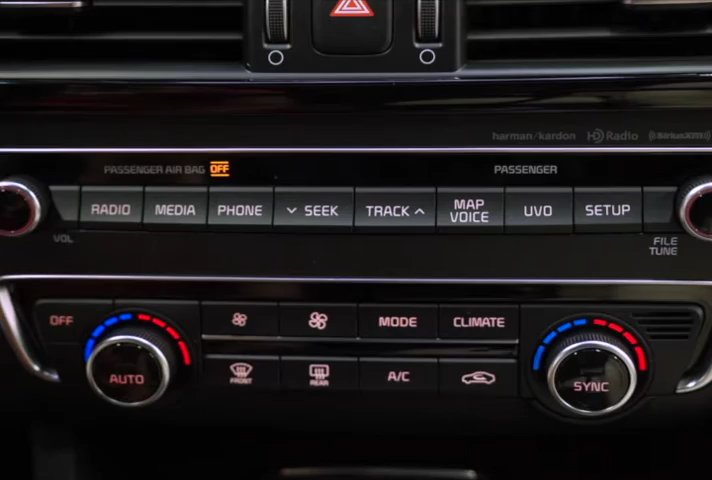 harman/kardon HD Radio ((SiriusXM))
PASSENGER AIR BAG OFF PASSENGER
RADIO MEDIA PHONE SEEK TRACK MAP VOICE UVO SETUP
VOL FILE TUNE
OFF MODE CLIMATE
AUTO FRONT REAR A/C SYNC